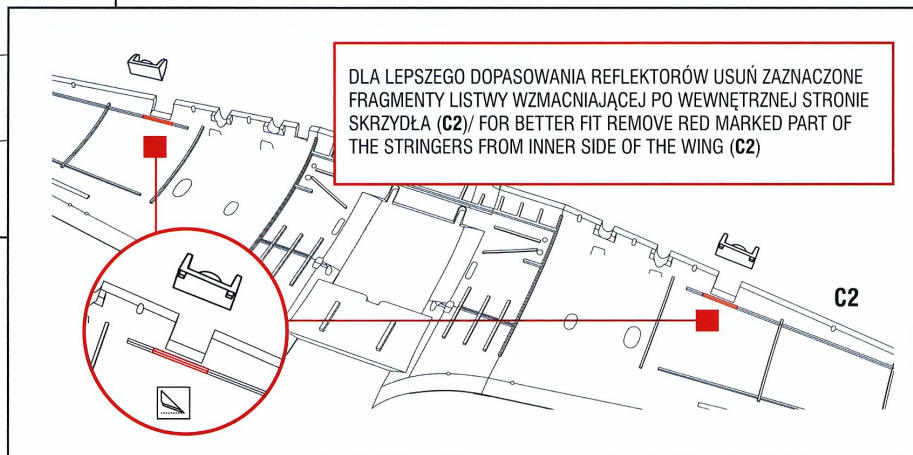 DLA LEPSZEGO DOPASOWANIA REFLEKTORÓW USUŃ ZAZNACZONE
FRAGMENTY LISTWY WZMACNIAJĄCEJ PO WEWNĘTRZNEJ STRONIE
SKRZYDŁA (C2)/ FOR BETTER FIT REMOVE RED MARKED PART OF
THE STRINGERS FROM INNER SIDE OF THE WING (C2)
C2